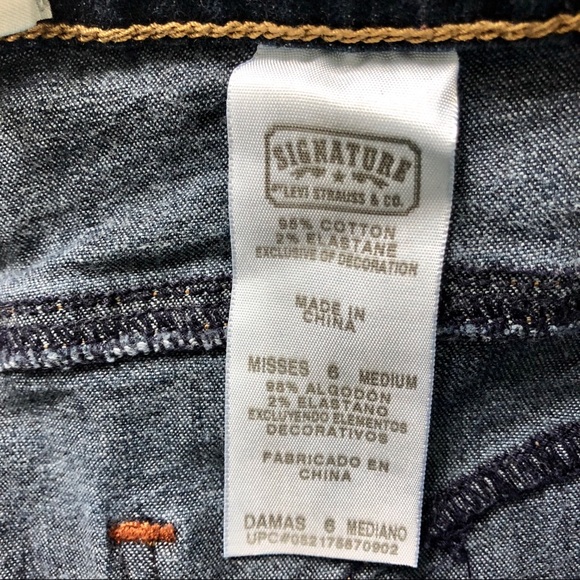 SIGNATURE
BY LEVI STRAUSS & CO.
98% COTTON
2% ELASTANE
EXCLUSIVE OF DECORATION
MADE IN
CHINA
MISSES 6 MEDIUM
98% ALGODÓN
2% ELASTANO
EXCLUYENDO ELEMENTOS
DECORATIVOS
FABRICADO EN
CHINA
DAMAS 6 MEDIANO
UPC#052175870902